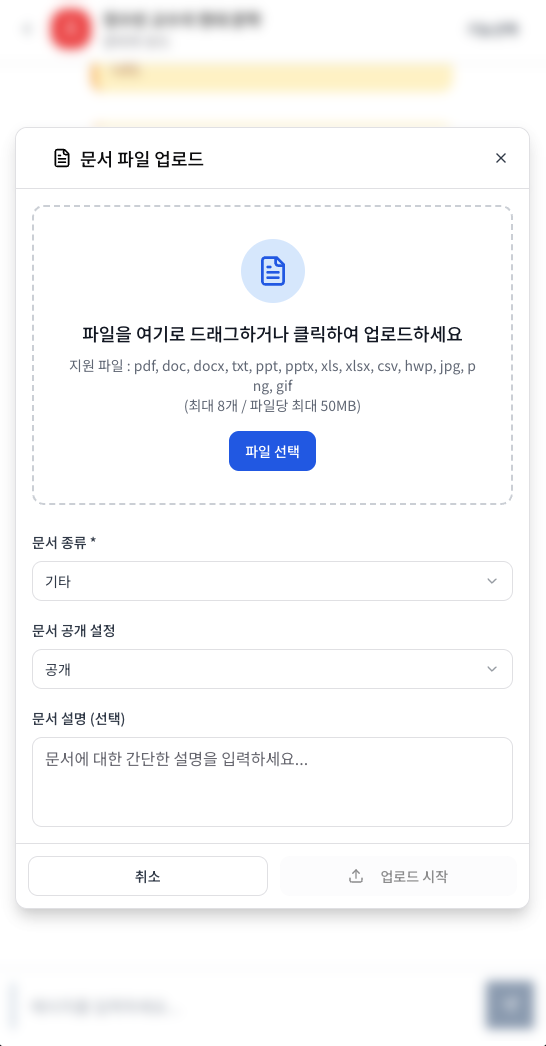 문서 파일 업로드
파일을 여기로 드래그하거나 클릭하여 업로드하세요
지원 파일 : pdf, doc, docx, txt, ppt, pptx, xls, xlsx, csv, hwp, jpg, p
ng, gif
(최대 8개 / 파일당 최대 50MB)
파일 선택
문서 종류 *
기타
문서 공개 설정
공개
문서 설명 (선택)
문서에 대한 간단한 설명을 입력하세요...
취소
업로드 시작